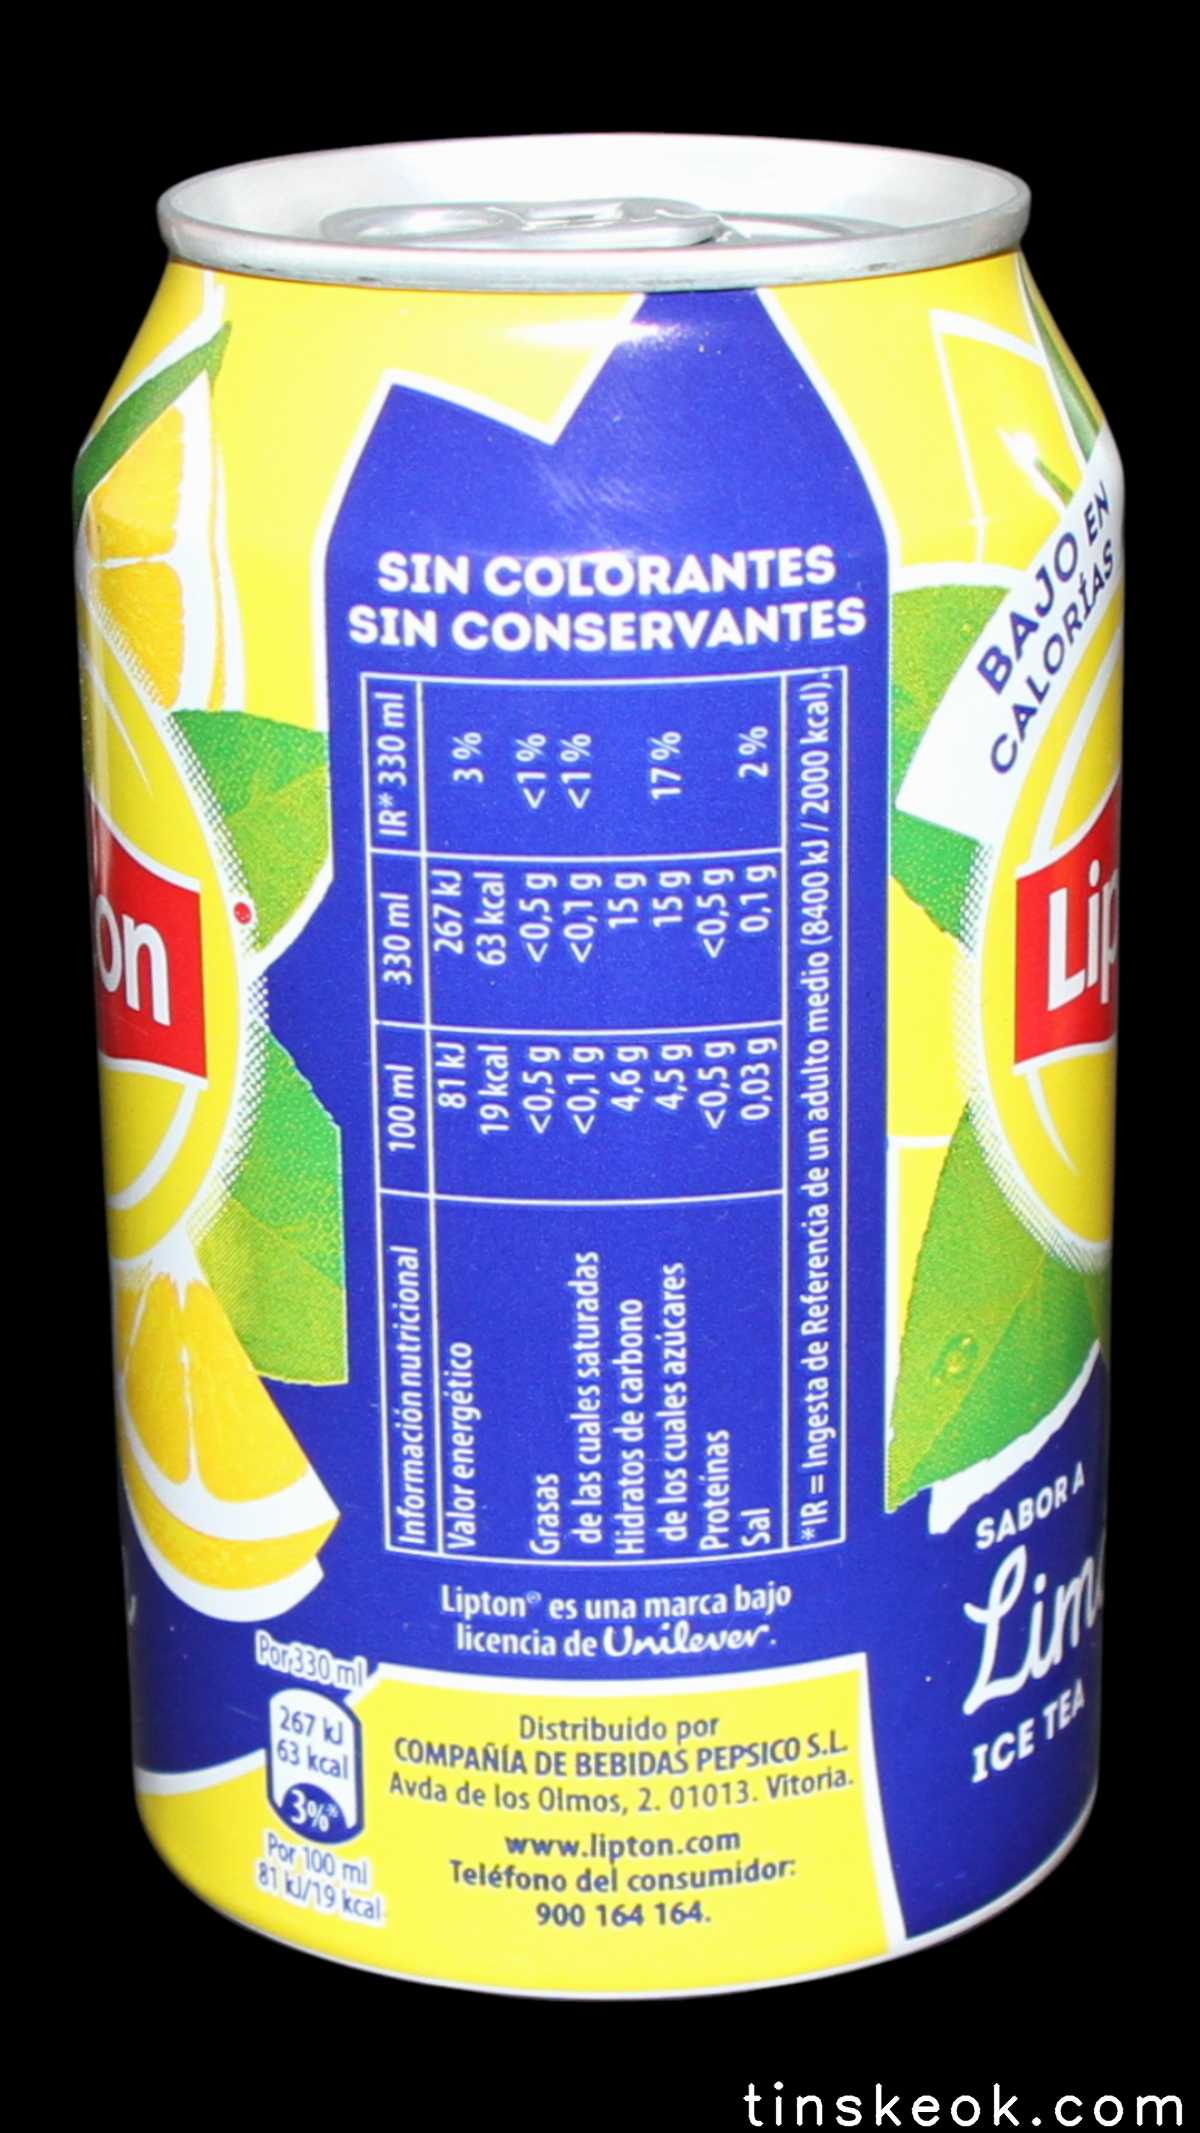 SIN COLORANTES
SIN CONSERVANTES
Información nutricional 100 ml 330 ml IR* 330 ml
Valor energético 81 kJ 267 kJ
19 kcal 63 kcal 3 %
Grasas <0,5 g <0,5 g <1 %
de las cuales saturadas <0,1 g <0,1 g <1 %
Hidratos de carbono 4,6 g 15 g
de los cuales azúcares 4,5 g 15 g 17 %
Proteínas <0,5 g <0,5 g
Sal 0,03 g 0,1 g 2 %
*IR = Ingesta de Referencia de un adulto medio (8400 kJ / 2000 kcal).
Lipton® es una marca bajo
licencia de Unilever.
Por 330 ml
267 kJ
63 kcal
3%*
Por 100 ml
81 kJ/19 kcal
Distribuido por
COMPAÑÍA DE BEBIDAS PEPSICO S.L.
Avda de los Olmos, 2. 01013. Vitoria.
www.lipton.com
Teléfono del consumidor:
900 164 164.
BAJO EN
CALORÍAS
Lip
on
SABOR A
Lim
ICE TEA
tinskeok.com